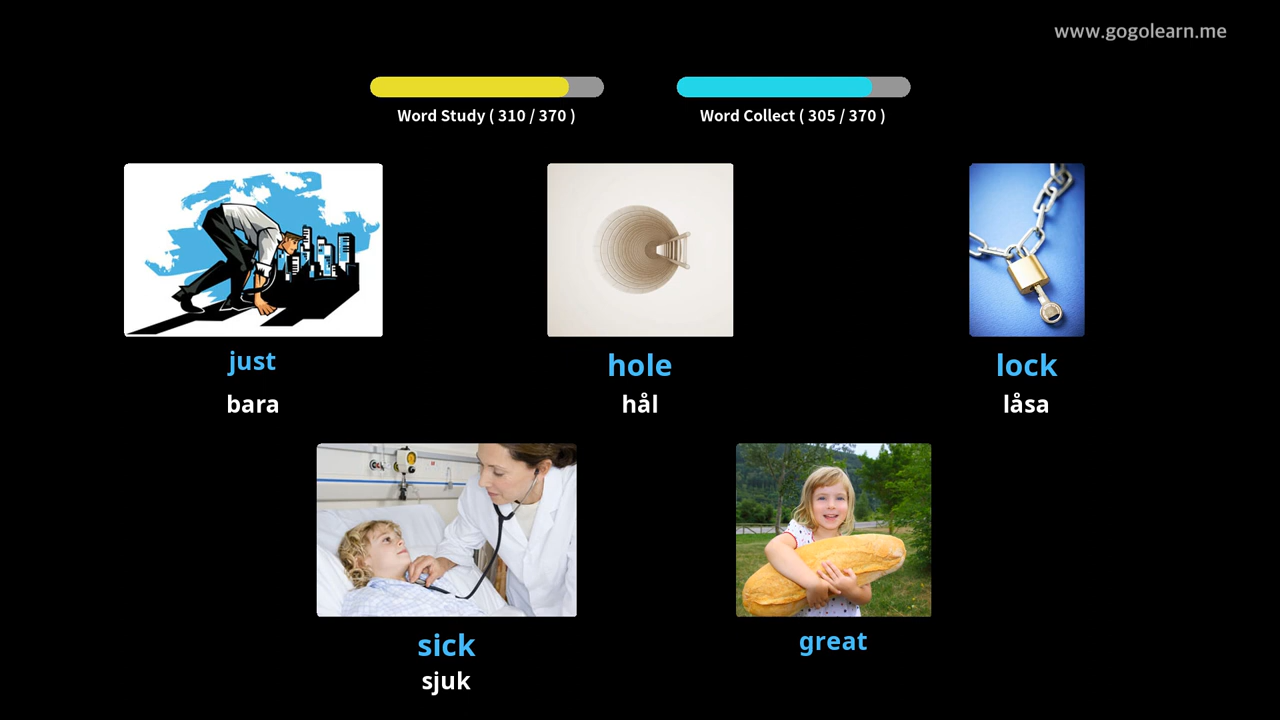 www.gogolearn.me
Word Study ( 310 / 370 )
Word Collect ( 305 / 370 )
just
bara
hole
hål
lock
låsa
sick
sjuk
great